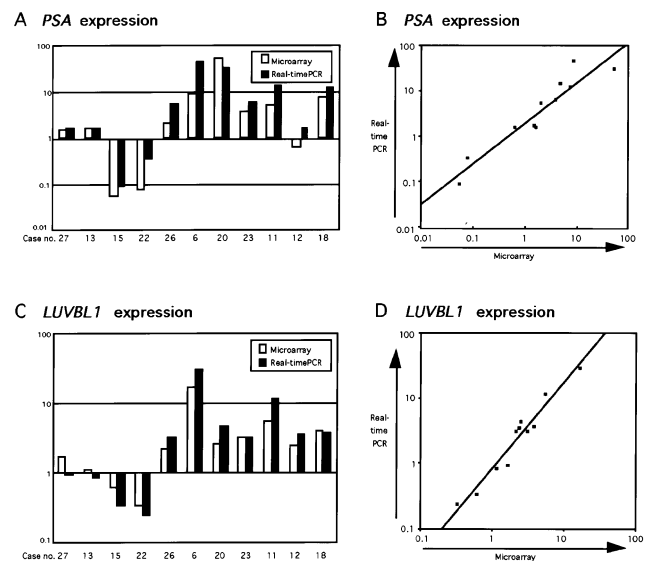 A PSA expression
100
10
1
0.1
0.01
Microarray
Real-timePCR
Case no. 27 13 15 22 26 6 20 23 11 12 18
B PSA expression
100
10
1
0.1
0.01
Real-
time
PCR
0.01 0.1 1 10 100
Microarray
C LUVBL1 expression
100
10
1
0.1
Microarray
Real-timePCR
Case no. 27 13 15 22 26 6 20 23 11 12 18
D LUVBL1 expression
100
10
1
0.1
Real-
time
PCR
0.1 1 10 100
Microarray